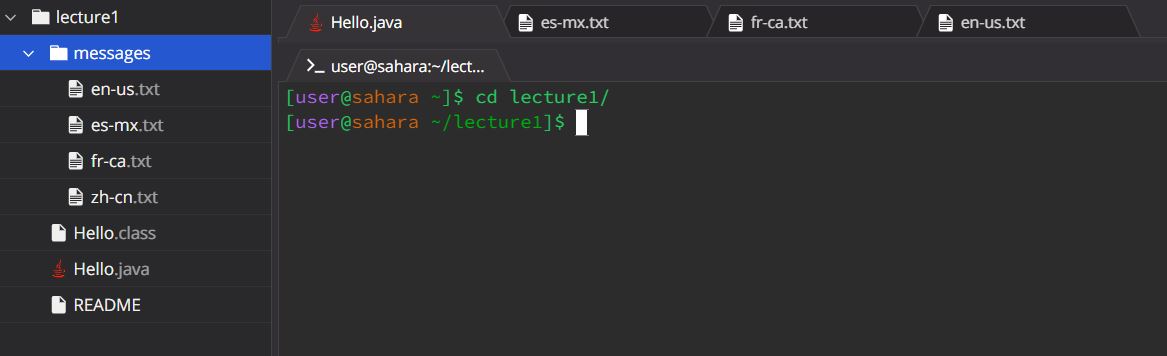 lecture1
messages
en-us.txt
es-mx.txt
fr-ca.txt
zh-cn.txt
Hello.class
Hello.java
README
Hello.java es-mx.txt fr-ca.txt en-us.txt
>_ user@sahara:~/lect...
[user@sahara ~]$ cd lecture1/
[user@sahara ~/lecture1]$